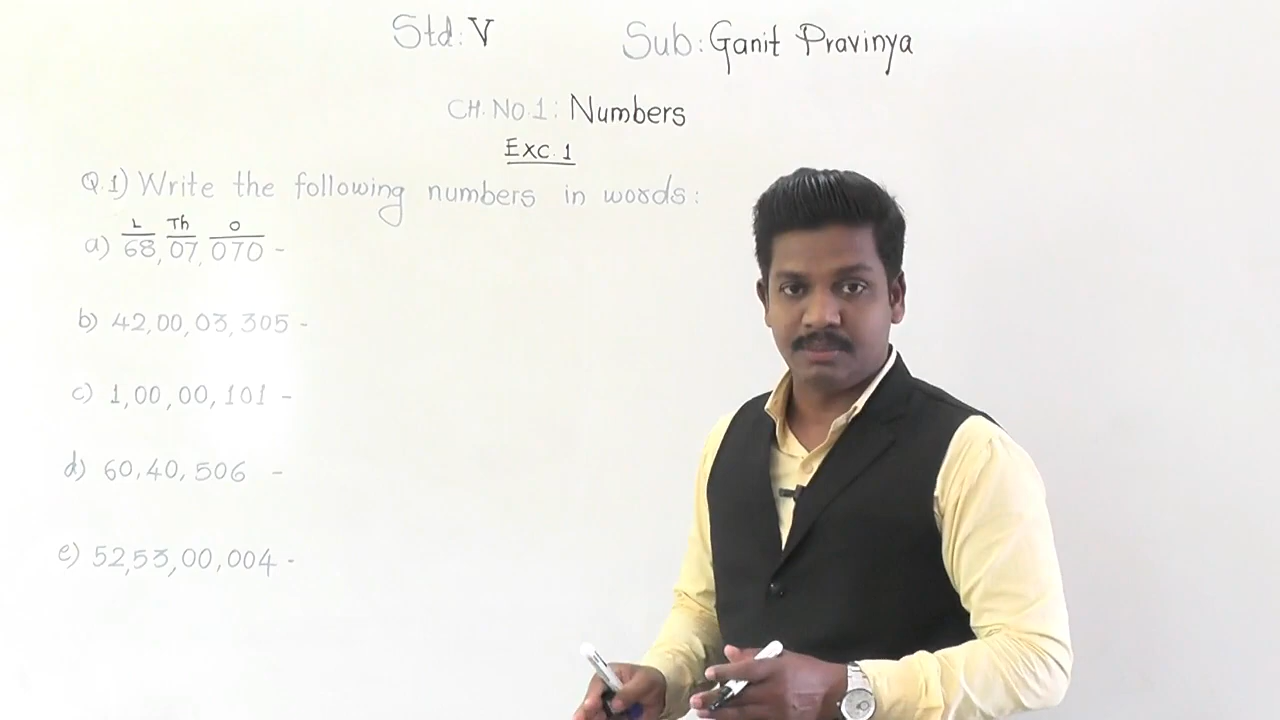 Std: V Sub: Ganit Pravinya
CH. NO. 1: Numbers
Exc. 1
Q.1) Write the following numbers in words:
L Th O
a) 68,07,070 -
b) 42,00,03,305 -
c) 1,00,00,101 -
d) 60,40,506 -
e) 52,53,00,004 -